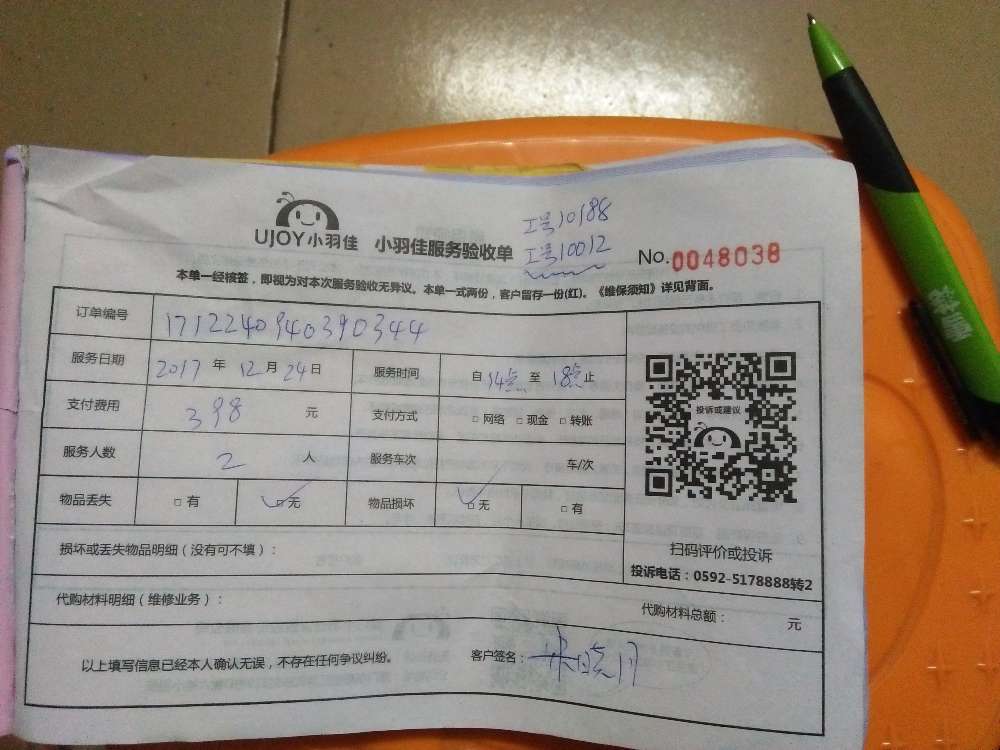 工号10188
UJOY小羽佳 小羽佳服务验收单 工号10012 No.0048038
本单一经核签，即视为对本次服务验收无异议。本单一式两份，客户留存一份(红)。《维保须知》详见背面。
订单编号 1712240940390344
服务日期 2017 年 12 月 24 日 服务时间 自 14点 至 18点 止
支付费用 398 元 支付方式 □ 网络 □ 现金 □ 转账
服务人数 2 人 服务车次 车/次
物品丢失 □ 有 □ 无 物品损坏 □ 无 □ 有
投诉或建议
扫码评价或投诉
投诉电话：0592-5178888转2
损坏或丢失物品明细（没有可不填）：
代购材料明细（维修业务）： 代购材料总额： 元
以上填写信息已经本人确认无误，不存在任何争议纠纷。 客户签名：